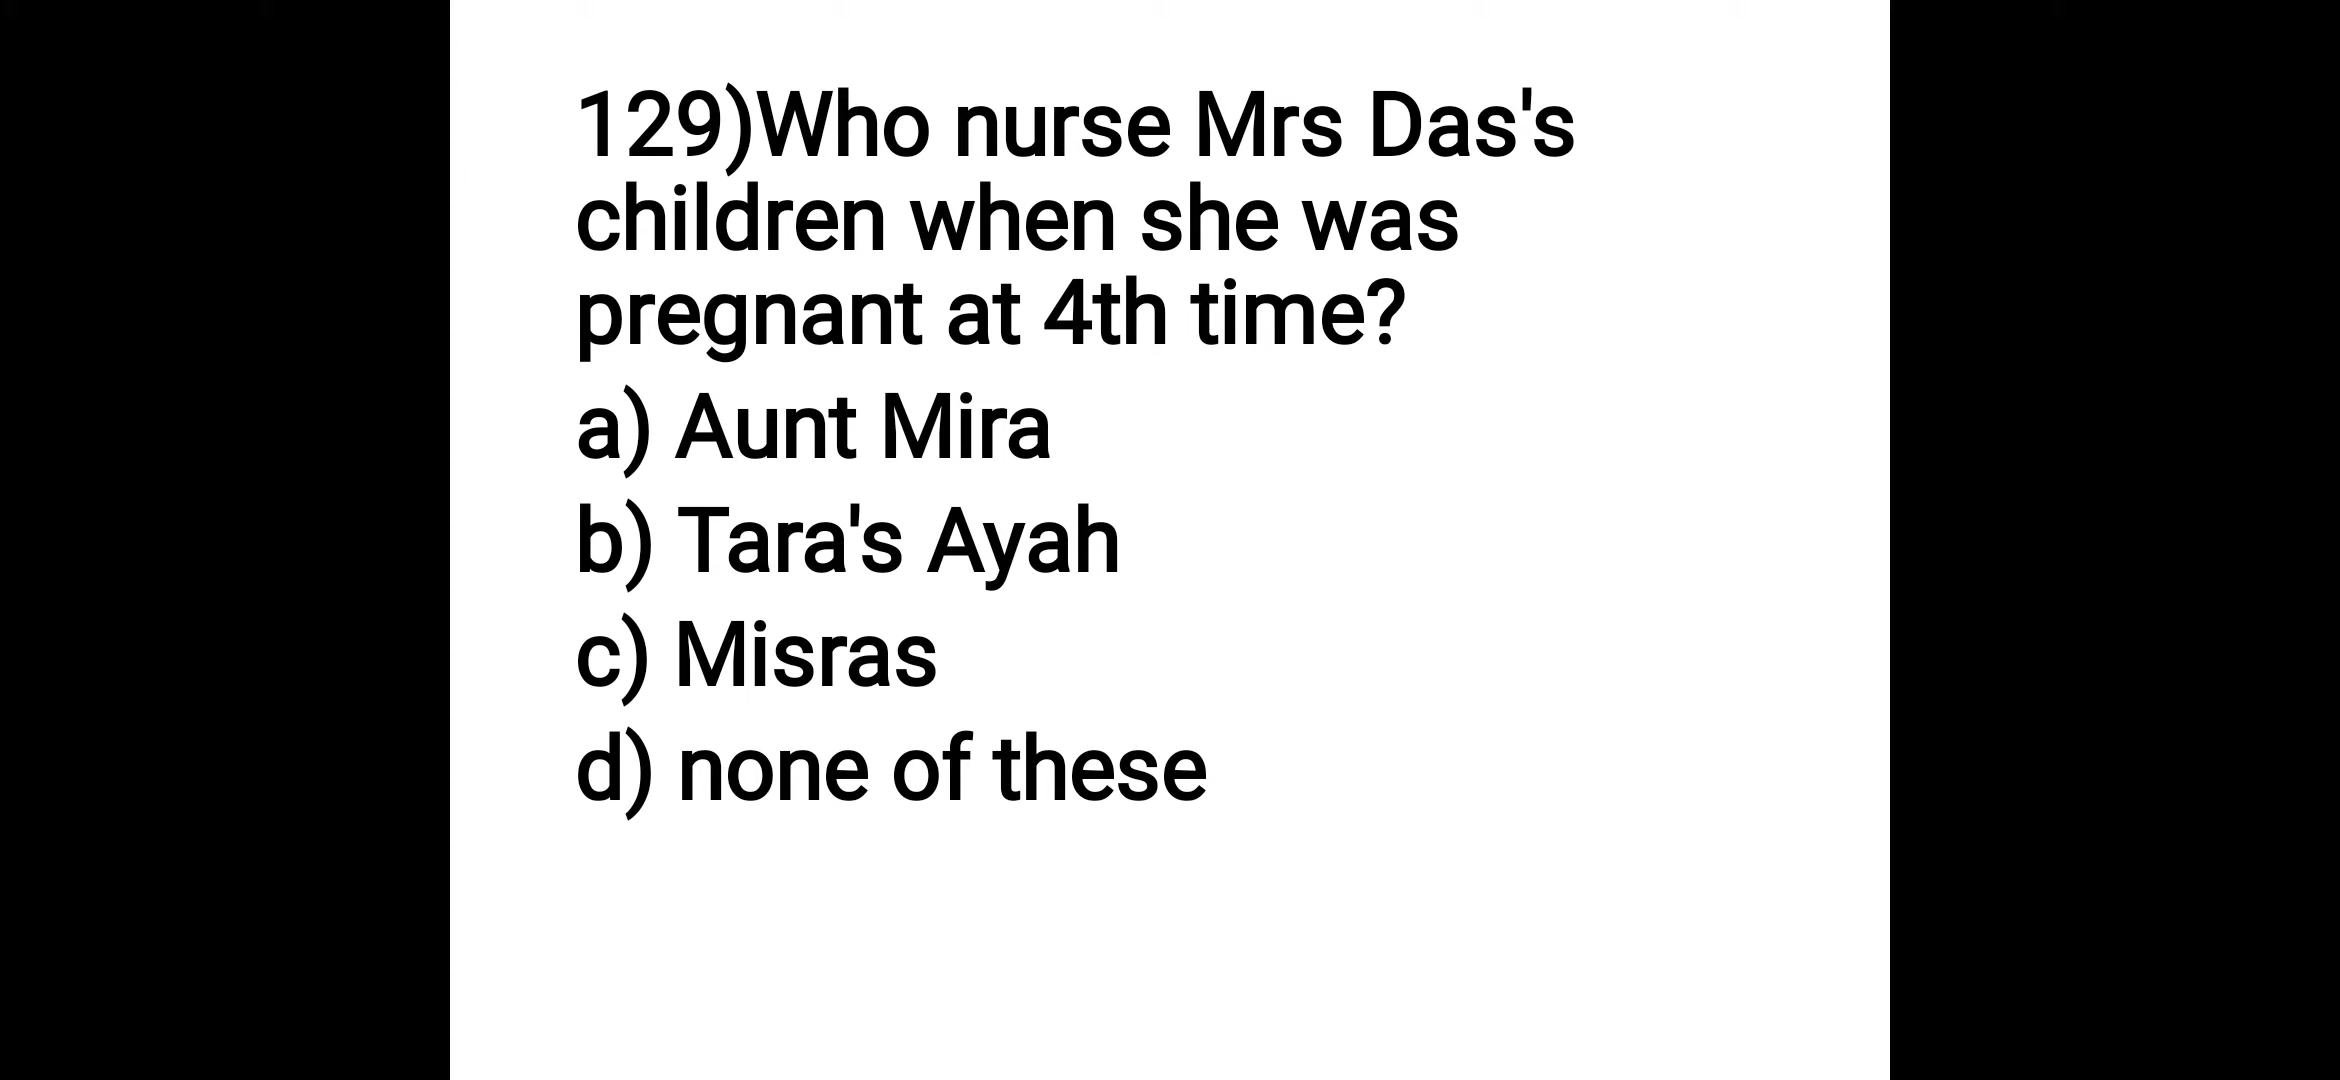 129)Who nurse Mrs Das's
children when she was
pregnant at 4th time?
a) Aunt Mira
b) Tara's Ayah
c) Misras
d) none of these